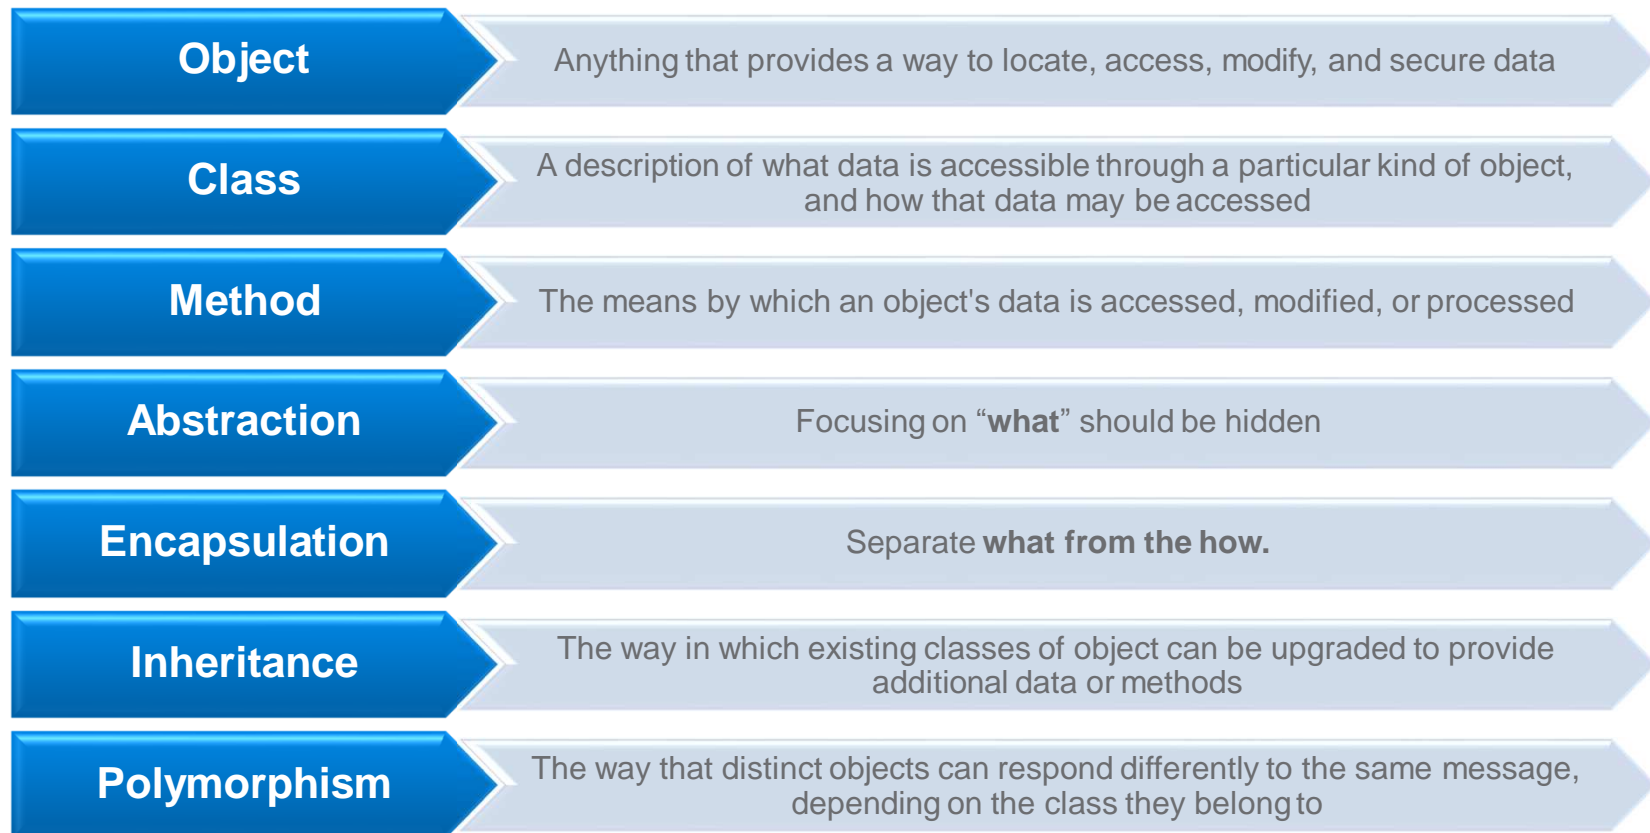 Object
Anything that provides a way to locate, access, modify, and secure data
Class
A description of what data is accessible through a particular kind of object,
and how that data may be accessed
Method
The means by which an object's data is accessed, modified, or processed
Abstraction
Focusing on “what” should be hidden
Encapsulation
Separate what from the how.
Inheritance
The way in which existing classes of object can be upgraded to provide
additional data or methods
Polymorphism
The way that distinct objects can respond differently to the same message,
depending on the class they belong to